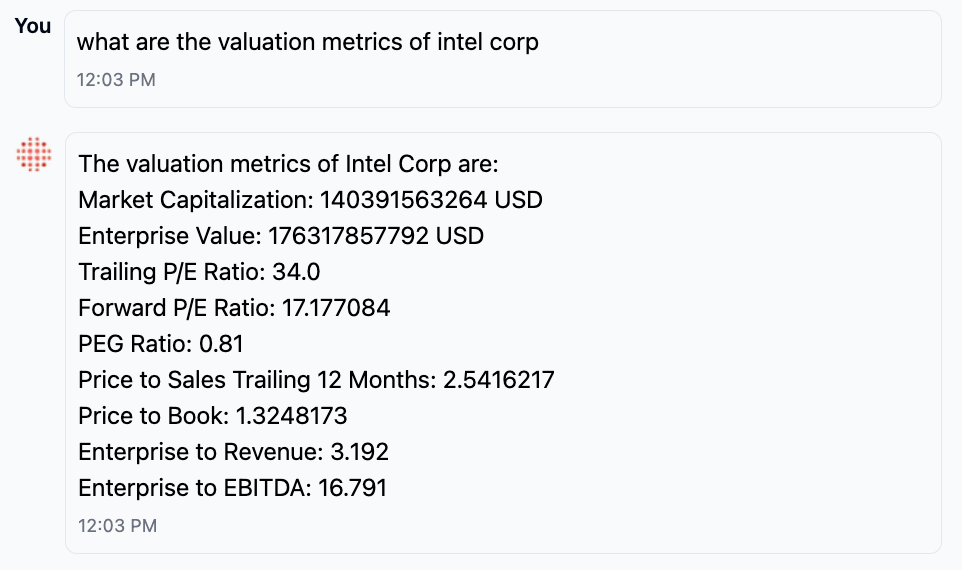 You
what are the valuation metrics of intel corp
12:03 PM
The valuation metrics of Intel Corp are:
Market Capitalization: 140391563264 USD
Enterprise Value: 176317857792 USD
Trailing P/E Ratio: 34.0
Forward P/E Ratio: 17.177084
PEG Ratio: 0.81
Price to Sales Trailing 12 Months: 2.5416217
Price to Book: 1.3248173
Enterprise to Revenue: 3.192
Enterprise to EBITDA: 16.791
12:03 PM